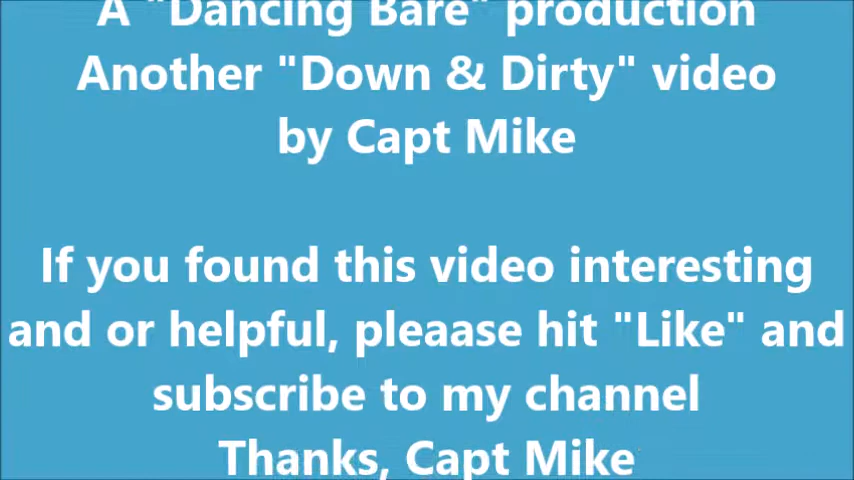 A "Dancing Bare" production
Another "Down & Dirty" video
by Capt Mike
If you found this video interesting
and or helpful, pleaase hit "Like" and
subscribe to my channel
Thanks, Capt Mike